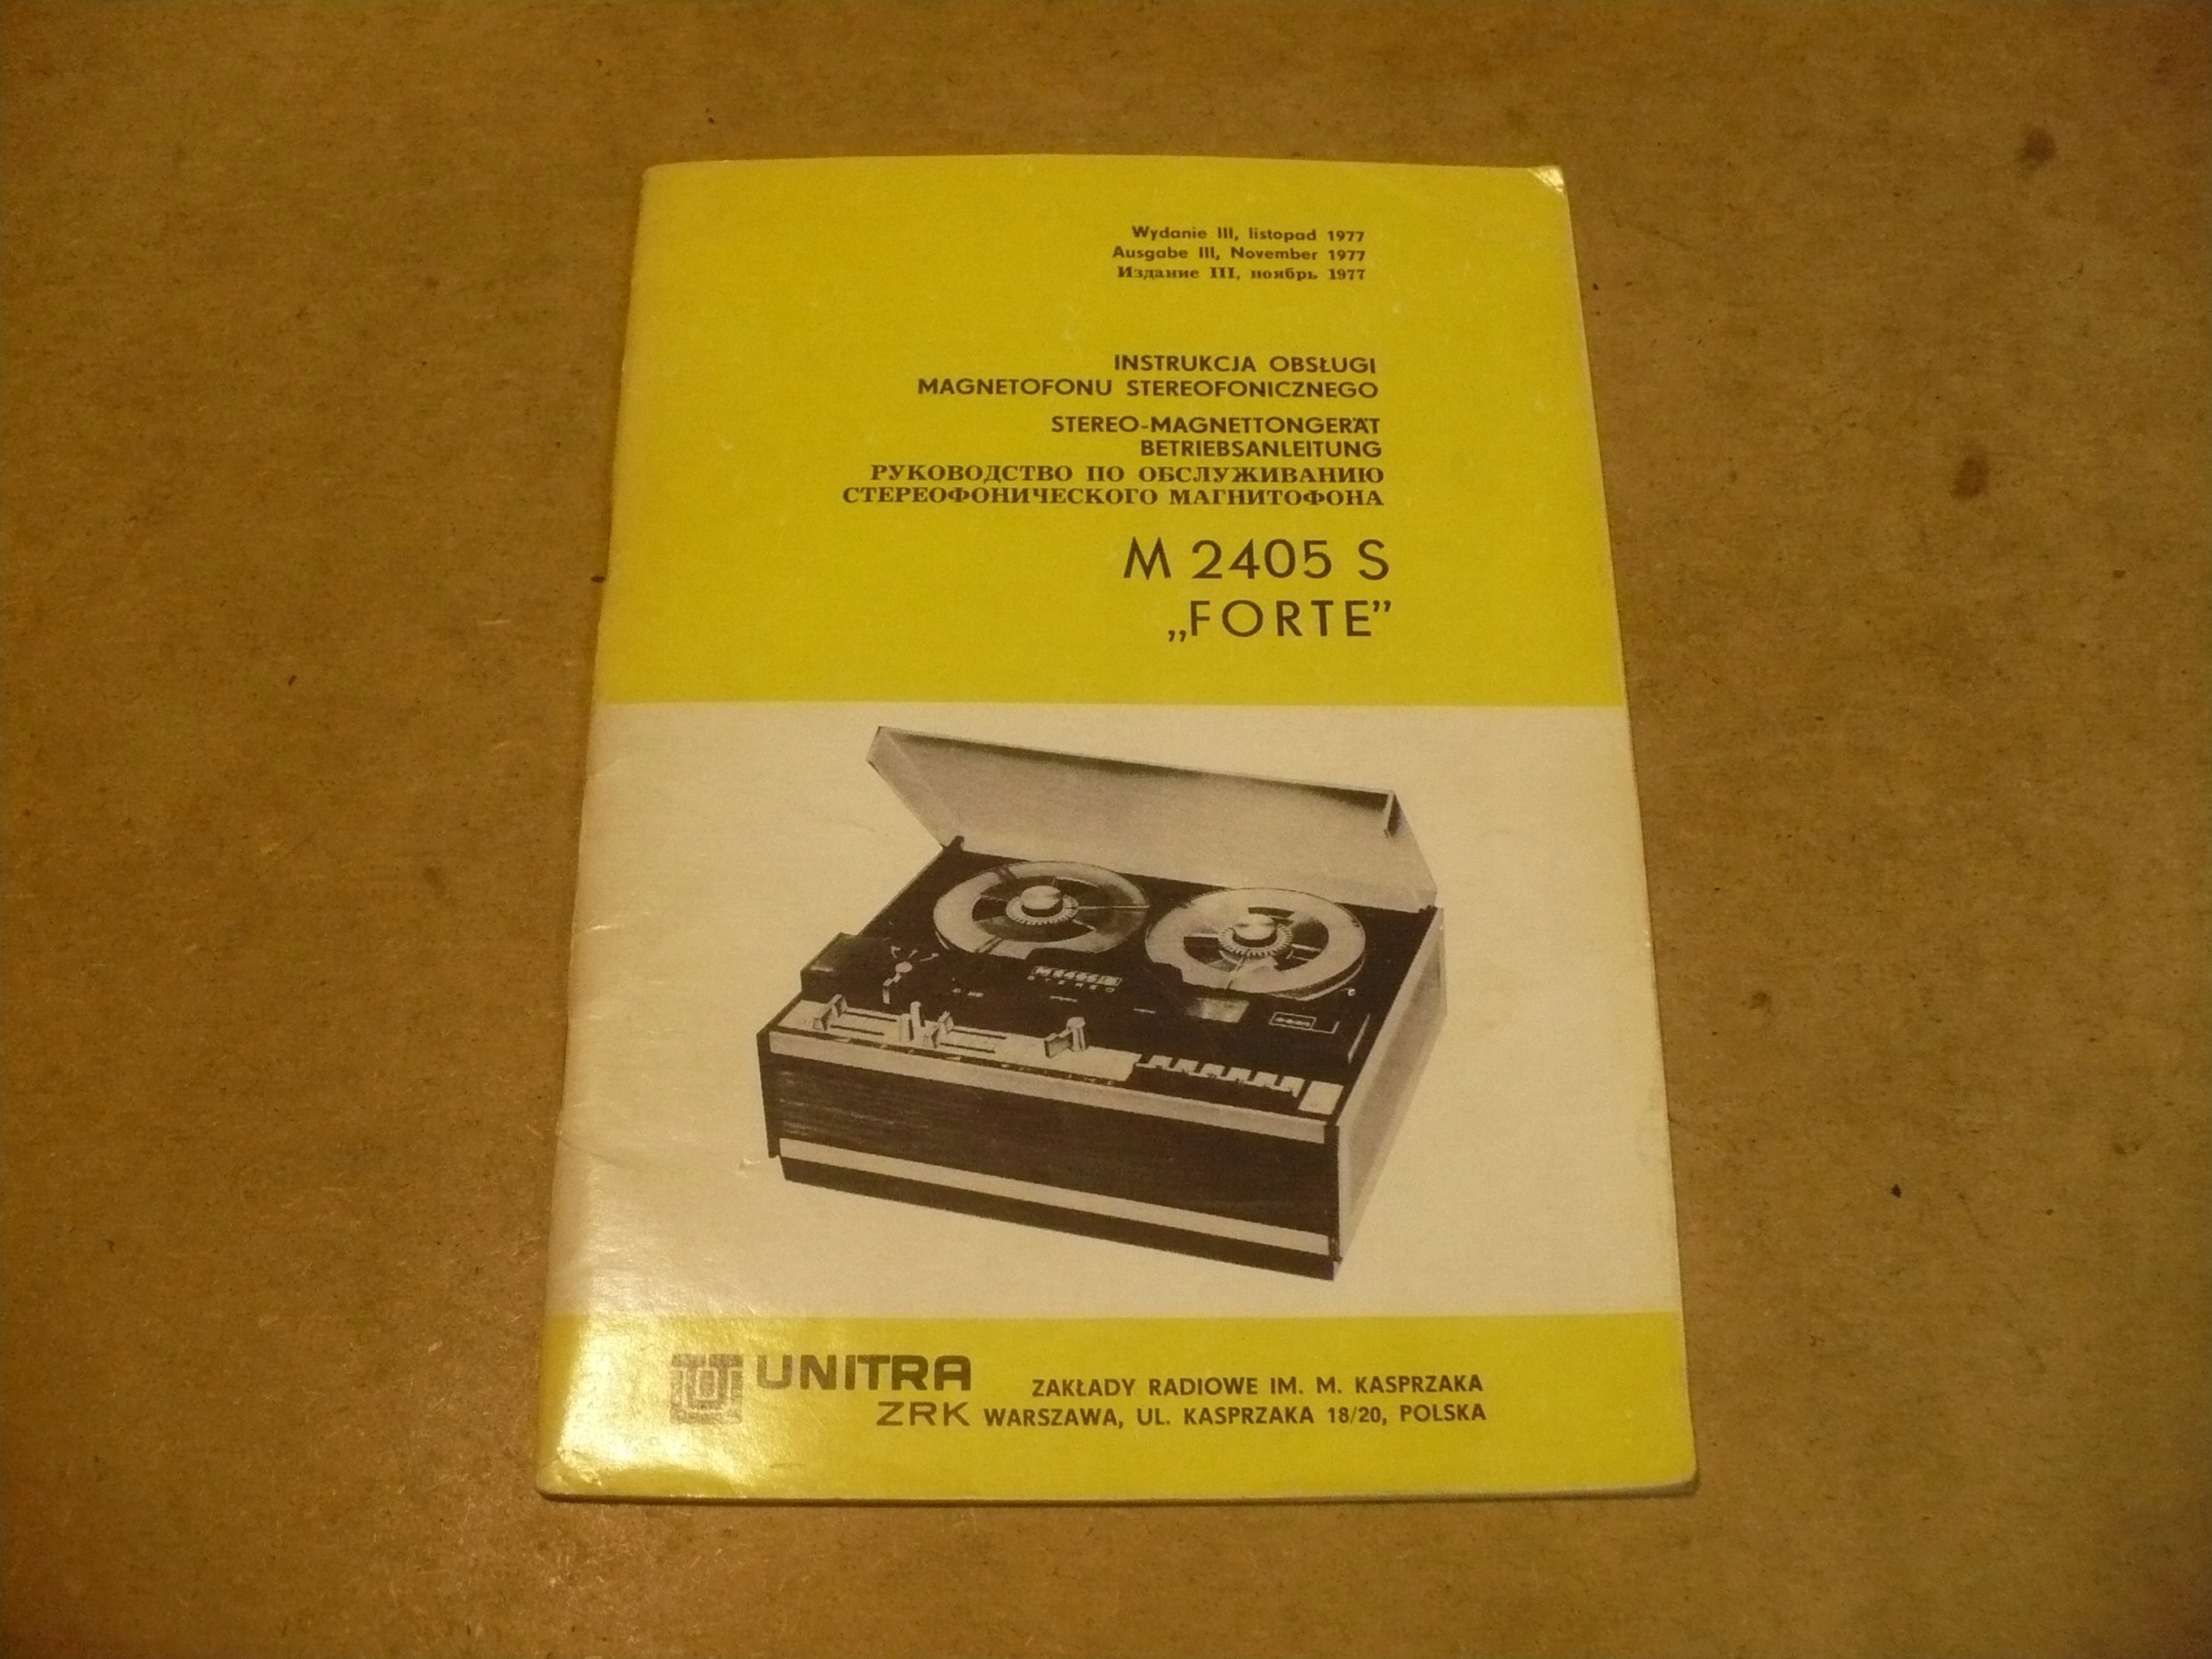 Wydanie III, listopad 1977
Ausgabe III, November 1977
Издание III, ноябрь 1977
INSTRUKCJA OBSŁUGI
MAGNETOFONU STEREOFONICZNEGO
STEREO-MAGNETTONGERÄT
BETRIEBSANLEITUNG
РУКОВОДСТВО ПО ОБСЛУЖИВАНИЮ
СТЕРЕОФОНИЧЕСКОГО МАГНИТОФОНА
M 2405 S
„FORTE”
STEREO
UNITRA
ZRK
ZAKŁADY RADIOWE IM. M. KASPRZAKA
WARSZAWA, UL. KASPRZAKA 18/20, POLSKA